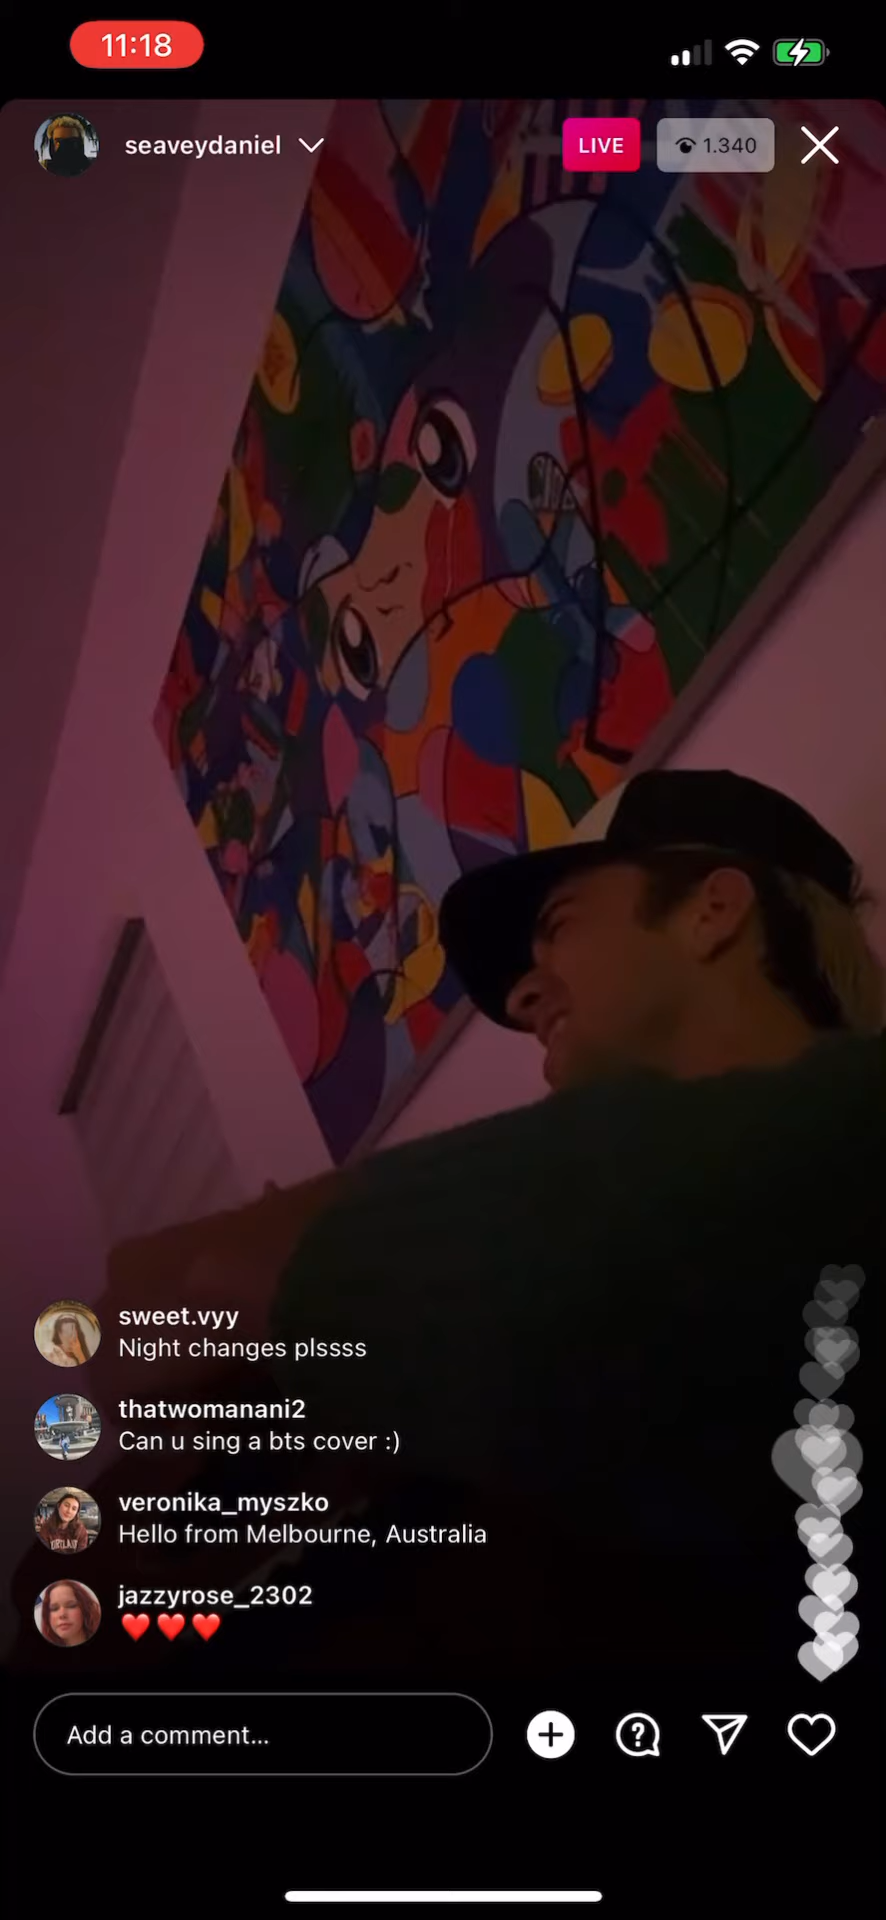 11:18
seaveydaniel
LIVE
1.340
sweet.vyy
Night changes plssss
thatwomanani2
Can u sing a bts cover :)
veronika_myszko
Hello from Melbourne, Australia
jazzyrose_2302
❤️❤️❤️
Add a comment...